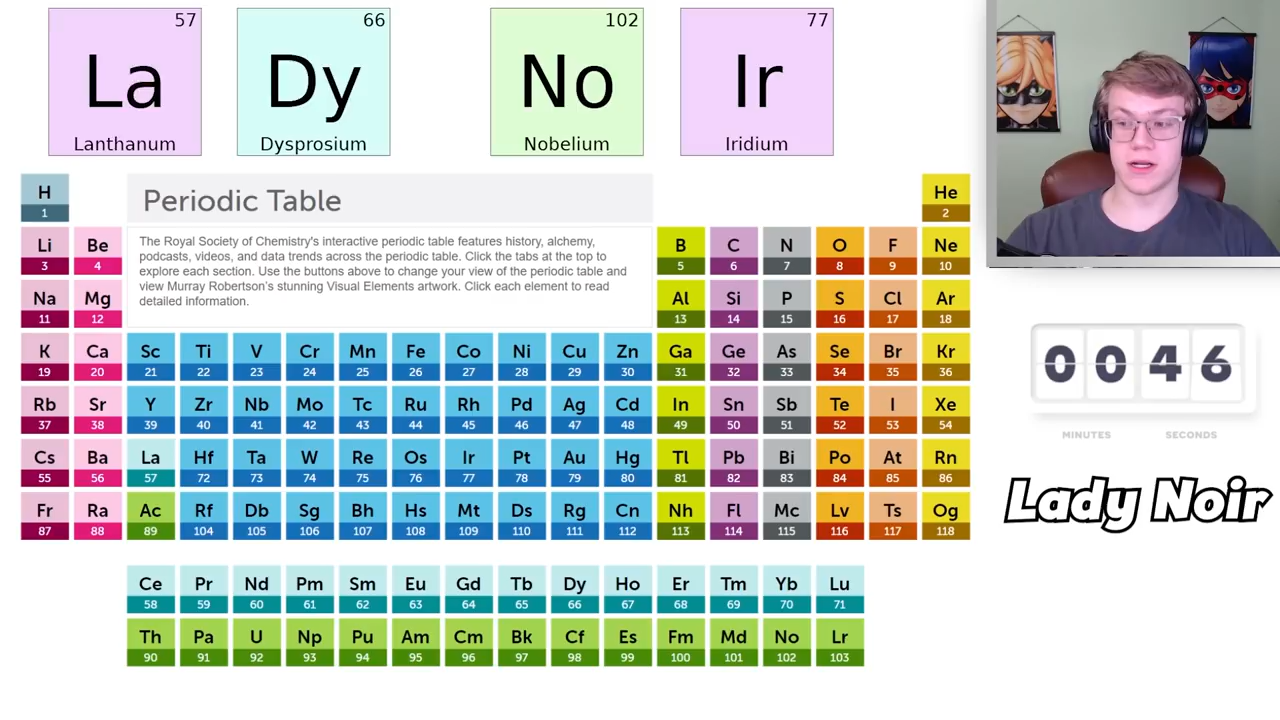 57 66 102 77
La Dy No Ir
Lanthanum Dysprosium Nobelium Iridium
H Periodic Table He
1 2
Li Be The Royal Society of Chemistry's interactive periodic table features history, alchemy, B C N O F Ne
podcasts, videos, and data trends across the periodic table. Click the tabs at the top to
3 4 explore each section. Use the buttons above to change your view of the periodic table and 5 6 7 8 9 10
view Murray Robertson's stunning Visual Elements artwork. Click each element to read
Na Mg detailed information. Al Si P S Cl Ar
11 12 13 14 15 16 17 18
K Ca Sc Ti V Cr Mn Fe Co Ni Cu Zn Ga Ge As Se Br Kr
19 20 21 22 23 24 25 26 27 28 29 30 31 32 33 34 35 36
Rb Sr Y Zr Nb Mo Tc Ru Rh Pd Ag Cd In Sn Sb Te I Xe
37 38 39 40 41 42 43 44 45 46 47 48 49 50 51 52 53 54
Cs Ba La Hf Ta W Re Os Ir Pt Au Hg Tl Pb Bi Po At Rn
55 56 57 72 73 74 75 76 77 78 79 80 81 82 83 84 85 86
Fr Ra Ac Rf Db Sg Bh Hs Mt Ds Rg Cn Nh Fl Mc Lv Ts Og
87 88 89 104 105 106 107 108 109 110 111 112 113 114 115 116 117 118
Ce Pr Nd Pm Sm Eu Gd Tb Dy Ho Er Tm Yb Lu
58 59 60 61 62 63 64 65 66 67 68 69 70 71
Th Pa U Np Pu Am Cm Bk Cf Es Fm Md No Lr
90 91 92 93 94 95 96 97 98 99 100 101 102 103
0 0 4 6
MINUTES SECONDS
Lady Noir